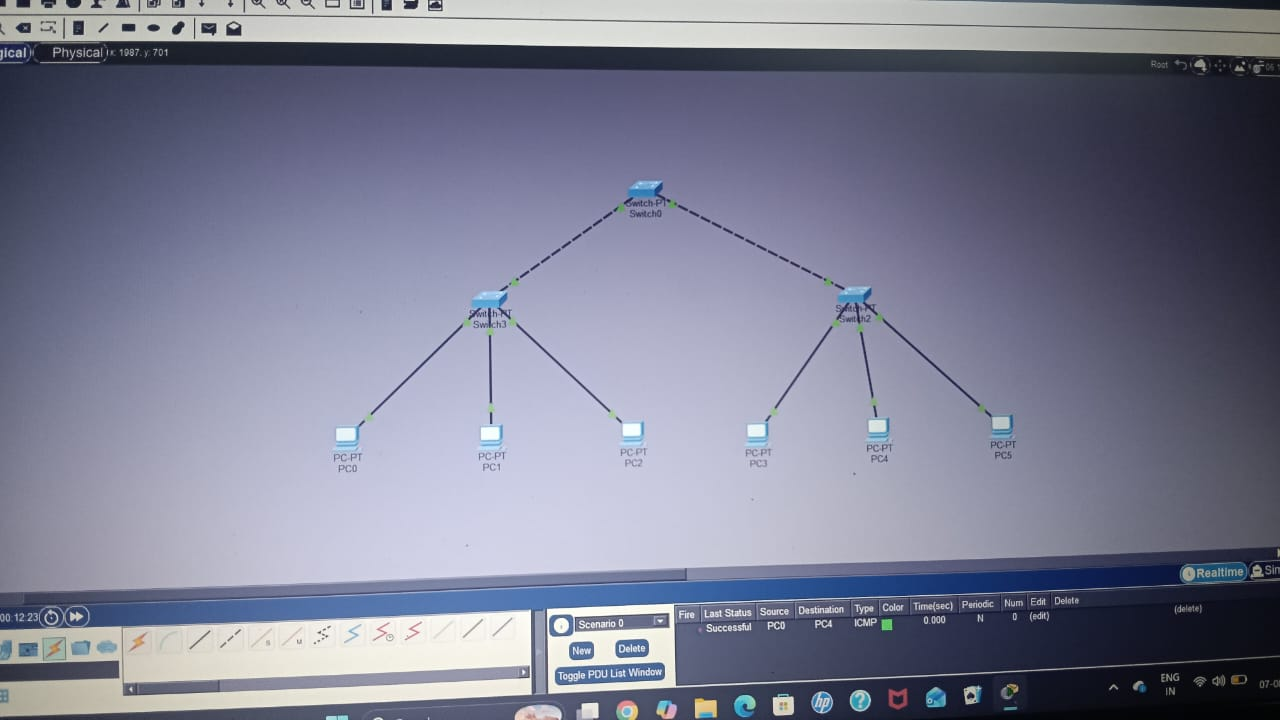 Physical x: 1987, y: 701
Root
Switch-PT
Switch0
Switch-PT
Switch3
Switch-PT
Switch2
PC-PT
PC0
PC-PT
PC1
PC-PT
PC2
PC-PT
PC3
PC-PT
PC4
PC-PT
PC5
Realtime
00:12:23
Scenario 0
New
Delete
Toggle PDU List Window
Fire Last Status Source Destination Type Color Time(sec) Periodic Num Edit Delete
Successful PC0 PC4 ICMP 0.000 N 0 (edit) (delete)
ENG
IN